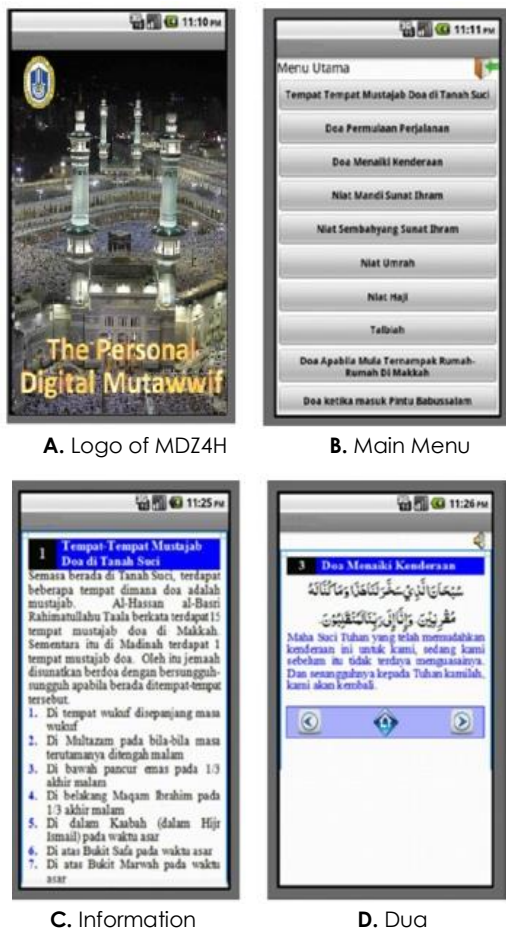 11:10 PM
The Personal
Digital Mutawwif
A. Logo of MDZ4H
11:11 PM
Menu Utama
Tempat Tempat Mustajab Doa di Tanah Suci
Doa Permulaan Perjalanan
Doa Menaiki Kenderaan
Niat Mandi Sunat Ihram
Niat Sembahyang Sunat Ihram
Niat Umrah
Niat Haji
Talbiah
Doa Apabila Mula Ternampak Rumah-
Rumah Di Makkah
Doa ketika masuk Pintu Babussalam
B. Main Menu
11:25 PM
1 Tempat-Tempat Mustajab
Doa di Tanah Suci
Semasa berada di Tanah Suci, terdapat
beberapa tempat dimana doa adalah
mustajab. Al-Hassan al-Basri
Rahimatullahu Taala berkata terdapat 15
tempat mustajab doa di Makkah.
Sementara itu di Madinah terdapat 1
tempat mustajab doa. Oleh itu jemaah
disunatkan berdoa dengan bersungguh-
sungguh apabila berada ditempat-tempat
tersebut.
1. Di tempat wukuf disepanjang masa
wukuf
2. Di Multazam pada bila-bila masa
terutamanya ditengah malam
3. Di bawah pancur emas pada 1/3
akhir malam
4. Di belakang Maqam Ibrahim pada
1/3 akhir malam
5. Di dalam Kaabah (dalam Hijr
Ismail) pada waktu asar
6. Di atas Bukit Safa pada waktu asar
7. Di atas Bukit Marwah pada waktu
asar
C. Information
11:26 PM
3 Doa Menaiki Kenderaan
سُبْحَانَ الَّذِيْ سَخَّرَ لَنَا هَٰذَا وَمَا كُنَّا لَهُ
مُقْرِنِيْنَ وَإِنَّا إِلَى رَبِّنَا لَمُنْقَلِبُوْنَ.
Maha Suci Tuhan yang telah memudahkan
kenderaan ini untuk kami, sedang kami
sebelum itu tidak terdaya menguasainya.
Dan sesungguhnya kepada Tuhan kamilah,
kami akan kembali.
D. Dua